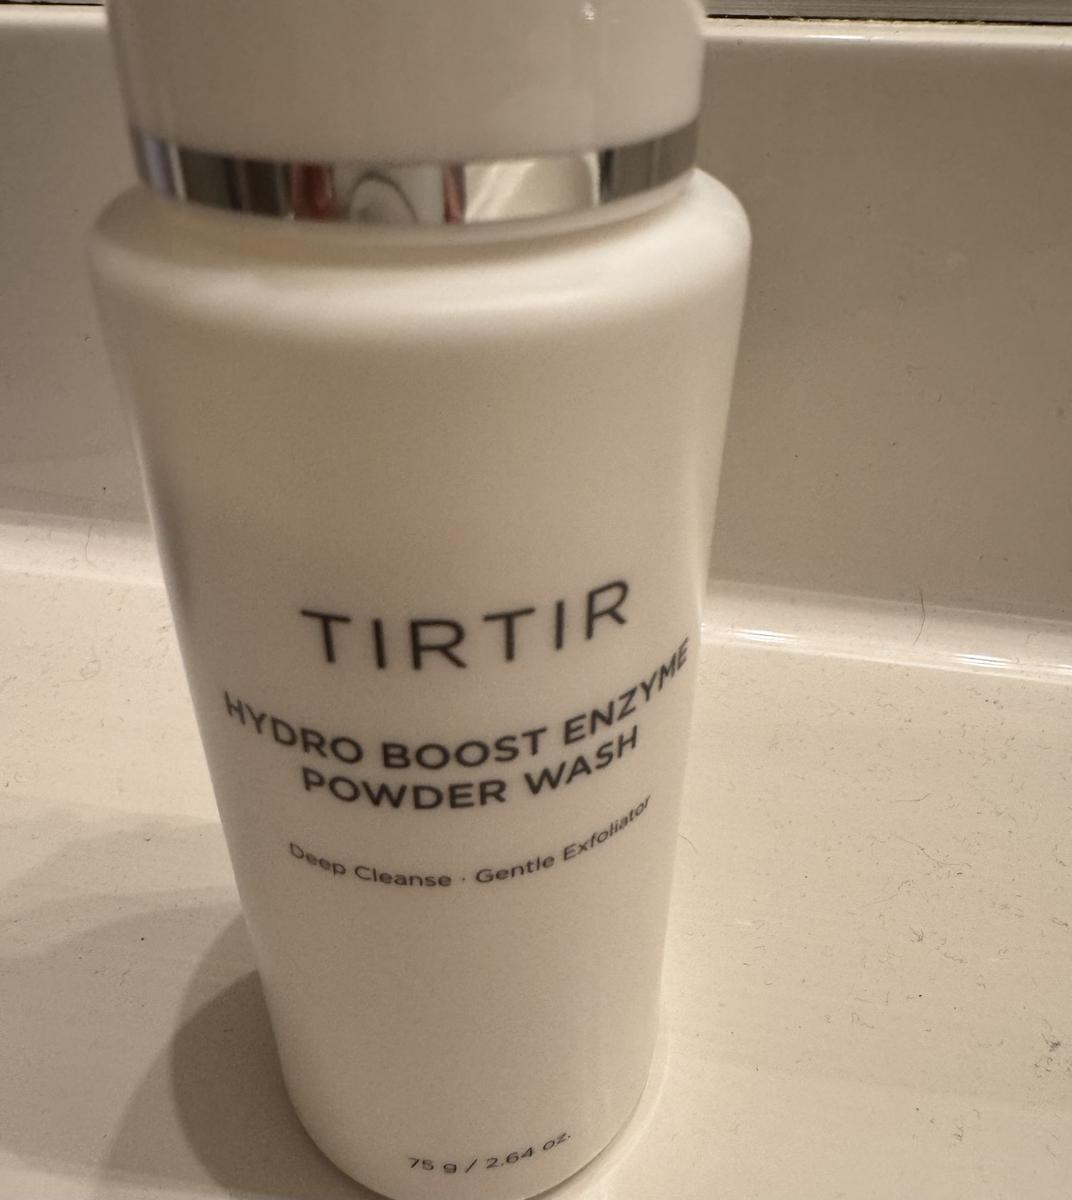 TIRTIR
HYDRO BOOST ENZYME
POWDER WASH
Deep Cleanse · Gentle Exfoliator
75 g / 2.64 oz.